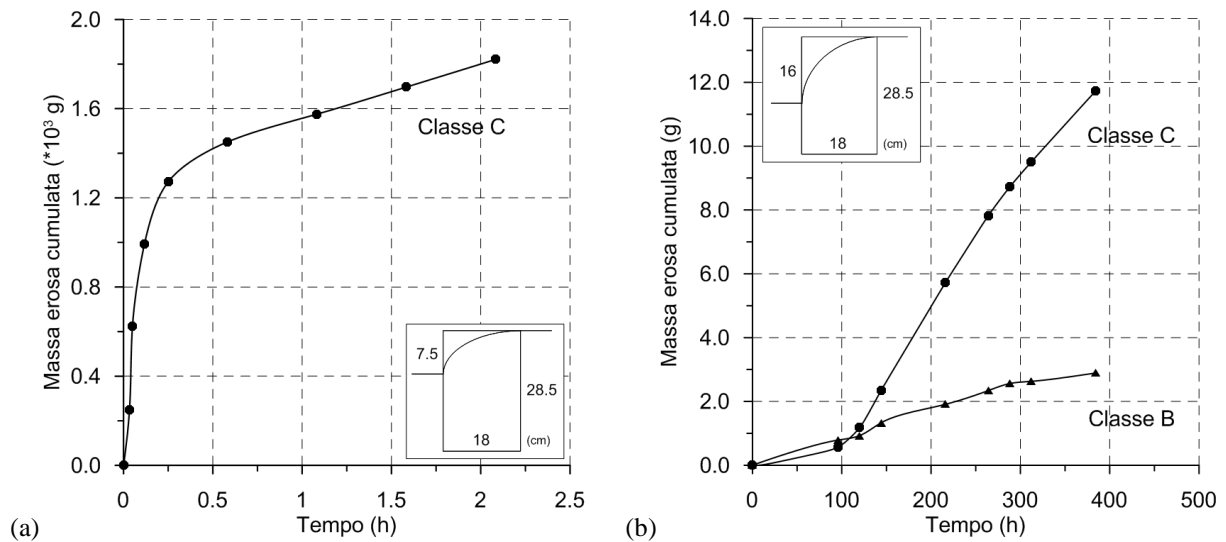 2.0
1.6
1.2
0.8
0.4
0.0
Massa erosa cumulata (*10³ g)
Classe C
7.5
28.5
18
(cm)
0
0.5
1
1.5
2
2.5
Tempo (h)
(a)
14.0
12.0
10.0
8.0
6.0
4.0
2.0
0.0
Massa erosa cumulata (g)
16
28.5
18
(cm)
Classe C
Classe B
0
100
200
300
400
500
Tempo (h)
(b)